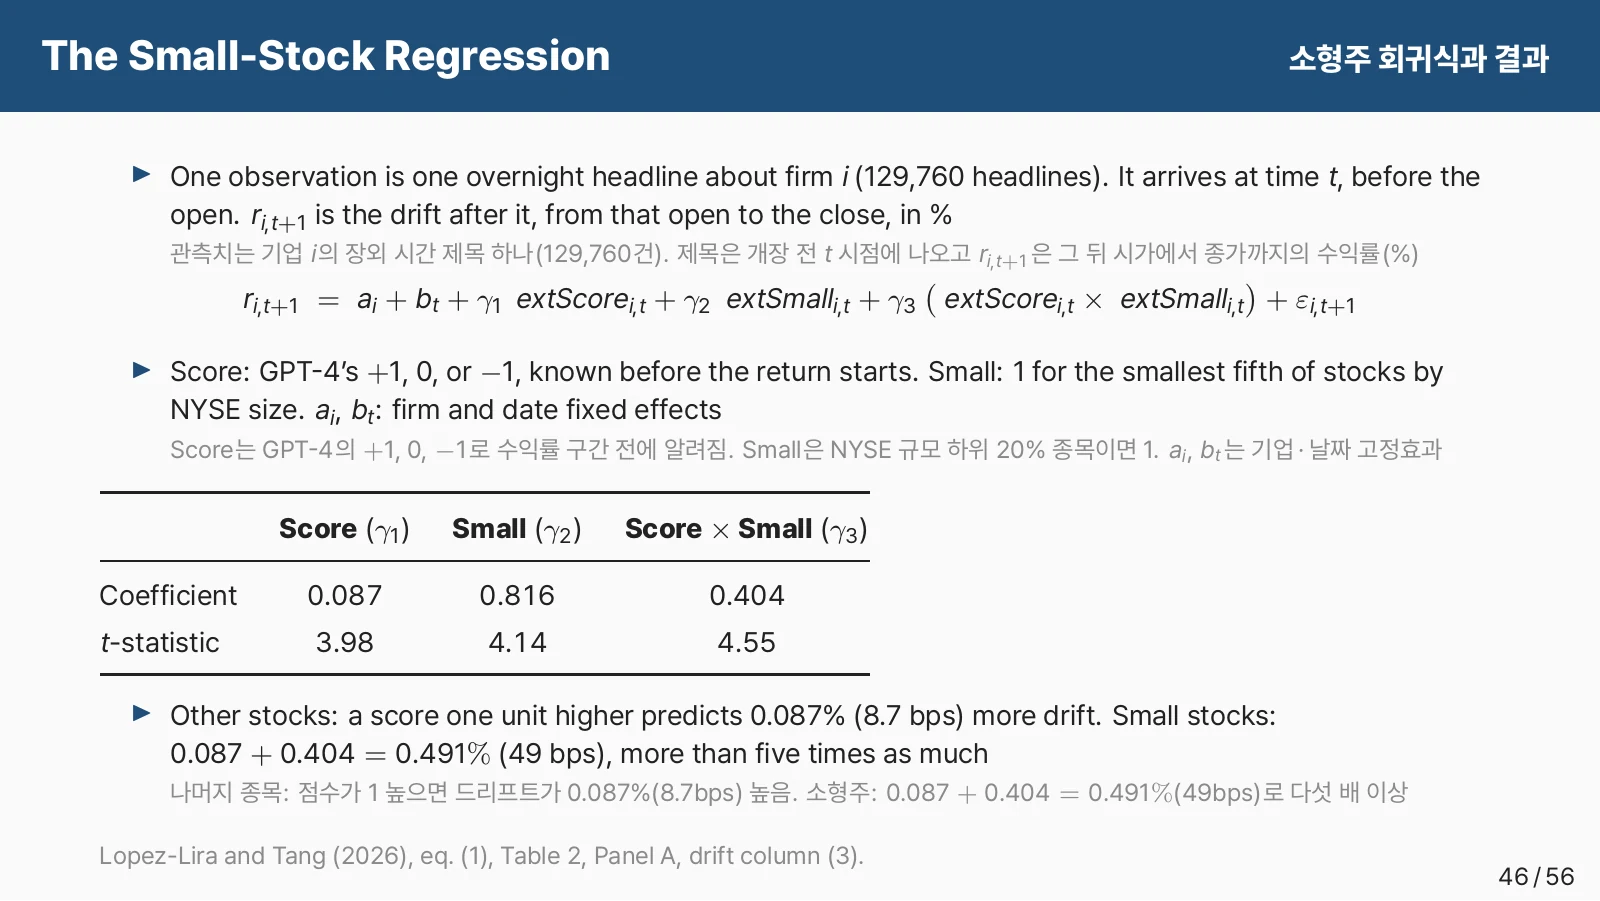 The Small-Stock Regression
소형주 회귀식과 결과
▶ One observation is one overnight headline about firm i (129,760 headlines). It arrives at time t, before the
open. r_{i,t+1} is the drift after it, from that open to the close, in %
관측치는 기업 i의 장외 시간 제목 하나(129,760건). 제목은 개장 전 t 시점에 나오고 r_{i,t+1}은 그 뒤 시가에서 종가까지의 수익률(%)
r_{i,t+1} = a_i + b_t + γ_1 extScore_{i,t} + γ_2 extSmall_{i,t} + γ_3 ( extScore_{i,t} × extSmall_{i,t}) + ε_{i,t+1}
▶ Score: GPT-4’s +1, 0, or −1, known before the return starts. Small: 1 for the smallest fifth of stocks by
NYSE size. a_i, b_t: firm and date fixed effects
Score는 GPT-4의 +1, 0, −1로 수익률 구간 전에 알려짐. Small은 NYSE 규모 하위 20% 종목이면 1. a_i, b_t는 기업·날짜 고정효과
Score (γ_1) Small (γ_2) Score × Small (γ_3)
Coefficient 0.087 0.816 0.404
t-statistic 3.98 4.14 4.55
▶ Other stocks: a score one unit higher predicts 0.087% (8.7 bps) more drift. Small stocks:
0.087 + 0.404 = 0.491% (49 bps), more than five times as much
나머지 종목: 점수가 1 높으면 드리프트가 0.087%(8.7bps) 높음. 소형주: 0.087 + 0.404 = 0.491%(49bps)로 다섯 배 이상
Lopez-Lira and Tang (2026), eq. (1), Table 2, Panel A, drift column (3).
46 / 56